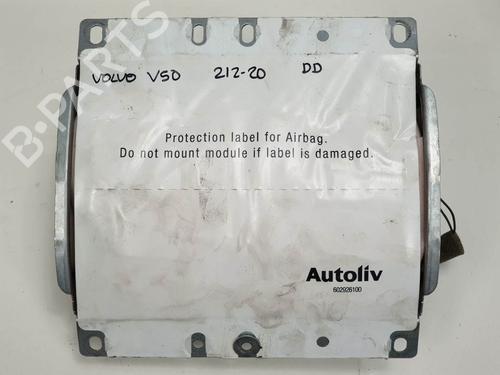 VOLVO V50 212-20 DD
Protection label for Airbag.
Do not mount module if label is damaged.
Autoliv
602926100
B-PARTS